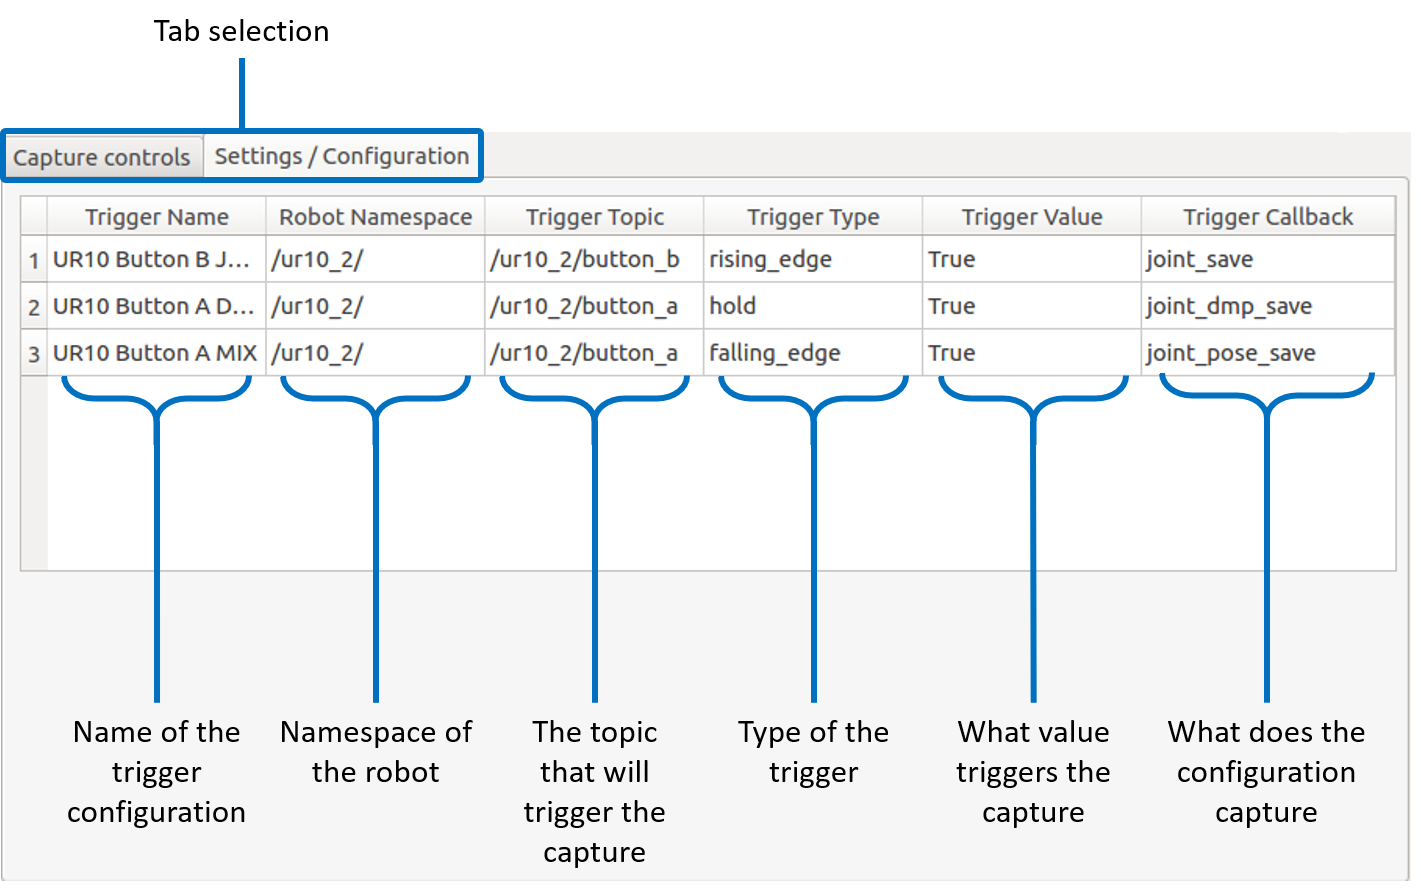 Tab selection
Capture controls Settings / Configuration
Trigger Name Robot Namespace Trigger Topic Trigger Type Trigger Value Trigger Callback
1 UR10 Button B J... /ur10_2/ /ur10_2/button_b rising_edge True joint_save
2 UR10 Button A D... /ur10_2/ /ur10_2/button_a hold True joint_dmp_save
3 UR10 Button A MIX /ur10_2/ /ur10_2/button_a falling_edge True joint_pose_save
Name of the
trigger
configuration
Namespace of
the robot
The topic
that will
trigger the
capture
Type of the
trigger
What value
triggers the
capture
What does the
configuration
capture